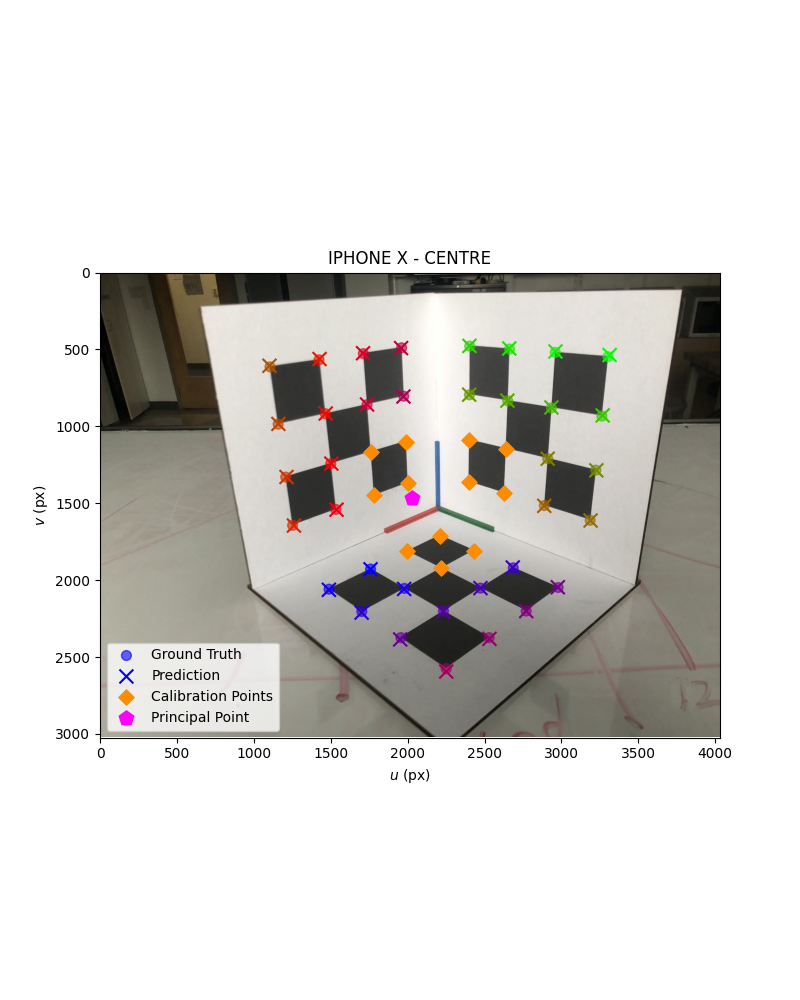 IPHONE X - CENTRE
0
500
1000
1500
2000
2500
3000
v (px)
Ground Truth
Prediction
Calibration Points
Principal Point
12
0 500 1000 1500 2000 2500 3000 3500 4000
u (px)